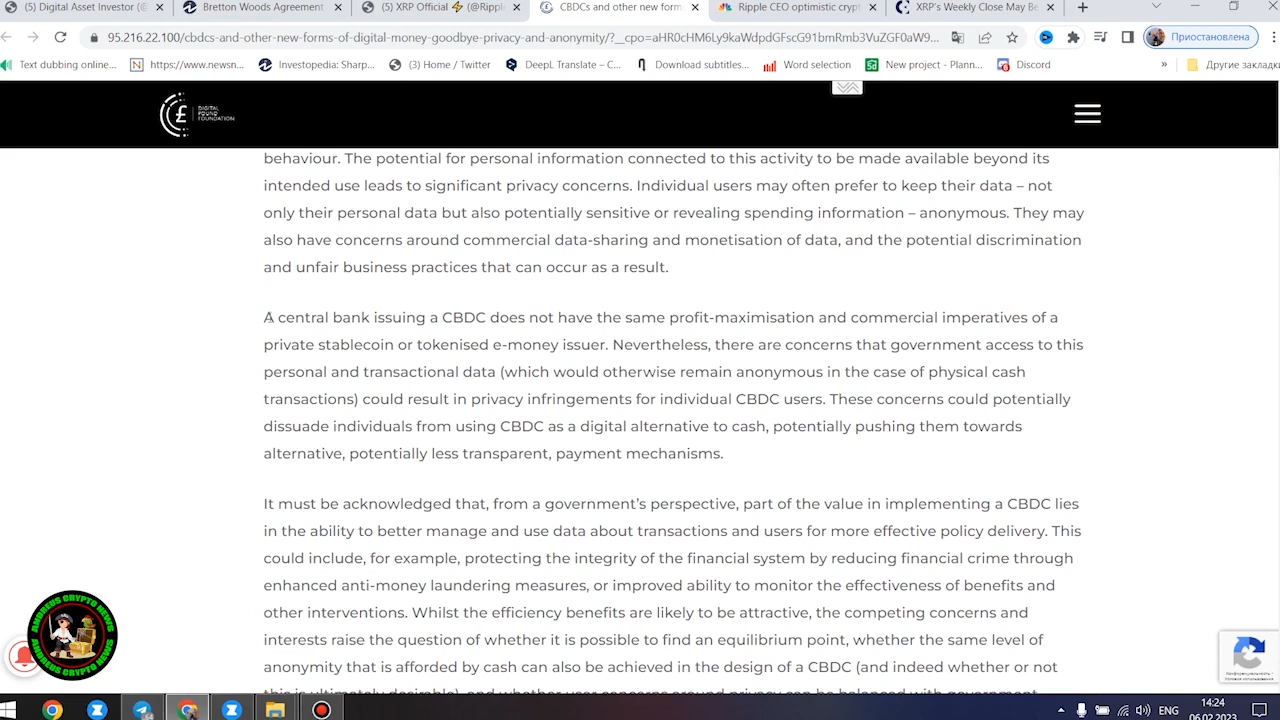 (5) Digital Asset Investor (@
Bretton Woods Agreement
(5) XRP Official⚡(@Ripple
CBDCs and other new form
Ripple CEO optimistic crypt
XRP's Weekly Close May Be
95.216.22.100/cbdcs-and-other-new-forms-of-digital-money-goodbye-privacy-and-anonymity/?__cpo=aHR0cHM6Ly9kaWdpdGFscG91bmRmb3VuZGF0aW9...
Приостановлена
Text dubbing online...
https://www.newsn...
Investopedia: Sharp...
(3) Home / Twitter
DeepL Translate – C...
Download subtitles...
Word selection
New project - Plann...
Discord
»
Другие закладки
DIGITAL
POUND
FOUNDATION
behaviour. The potential for personal information connected to this activity to be made available beyond its
intended use leads to significant privacy concerns. Individual users may often prefer to keep their data – not
only their personal data but also potentially sensitive or revealing spending information – anonymous. They may
also have concerns around commercial data-sharing and monetisation of data, and the potential discrimination
and unfair business practices that can occur as a result.
A central bank issuing a CBDC does not have the same profit-maximisation and commercial imperatives of a
private stablecoin or tokenised e-money issuer. Nevertheless, there are concerns that government access to this
personal and transactional data (which would otherwise remain anonymous in the case of physical cash
transactions) could result in privacy infringements for individual CBDC users. These concerns could potentially
dissuade individuals from using CBDC as a digital alternative to cash, potentially pushing them towards
alternative, potentially less transparent, payment mechanisms.
It must be acknowledged that, from a government's perspective, part of the value in implementing a CBDC lies
in the ability to better manage and use data about transactions and users for more effective policy delivery. This
could include, for example, protecting the integrity of the financial system by reducing financial crime through
enhanced anti-money laundering measures, or improved ability to monitor the effectiveness of benefits and
other interventions. Whilst the efficiency benefits are likely to be attractive, the competing concerns and
interests raise the question of whether it is possible to find an equilibrium point, whether the same level of
anonymity that is afforded by cash can also be achieved in the design of a CBDC (and indeed whether or not
ANDREUS CRYPTO NEWS
ANDREUS CRYPTO NEWS
Конфиденциальность -
Условия использования
ENG
14:24
06.02.2023